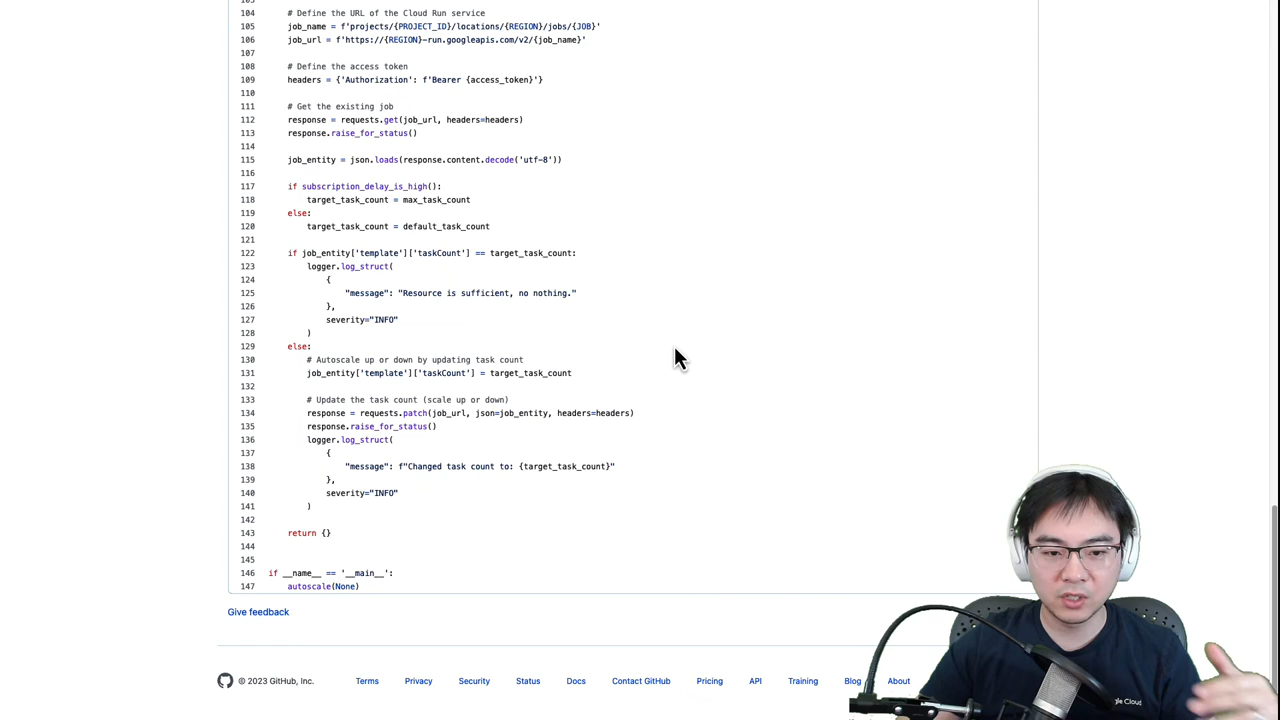 104 # Define the URL of the Cloud Run service
105 job_name = f'projects/{PROJECT_ID}/locations/{REGION}/jobs/{JOB}'
106 job_url = f'https://{REGION}-run.googleapis.com/v2/{job_name}'
107
108 # Define the access token
109 headers = {'Authorization': f'Bearer {access_token}'}
110
111 # Get the existing job
112 response = requests.get(job_url, headers=headers)
113 response.raise_for_status()
114
115 job_entity = json.loads(response.content.decode('utf-8'))
116
117 if subscription_delay_is_high():
118 target_task_count = max_task_count
119 else:
120 target_task_count = default_task_count
121
122 if job_entity['template']['taskCount'] == target_task_count:
123 logger.log_struct(
124 {
125 "message": "Resource is sufficient, no nothing."
126 },
127 severity="INFO"
128 )
129 else:
130 # Autoscale up or down by updating task count
131 job_entity['template']['taskCount'] = target_task_count
132
133 # Update the task count (scale up or down)
134 response = requests.patch(job_url, json=job_entity, headers=headers)
135 response.raise_for_status()
136 logger.log_struct(
137 {
138 "message": f"Changed task count to: {target_task_count}"
139 },
140 severity="INFO"
141 )
142
143 return {}
144
145
146 if __name__ == '__main__':
147 autoscale(None)
Give feedback
© 2023 GitHub, Inc. Terms Privacy Security Status Docs Contact GitHub Pricing API Training Blog About
Cloud